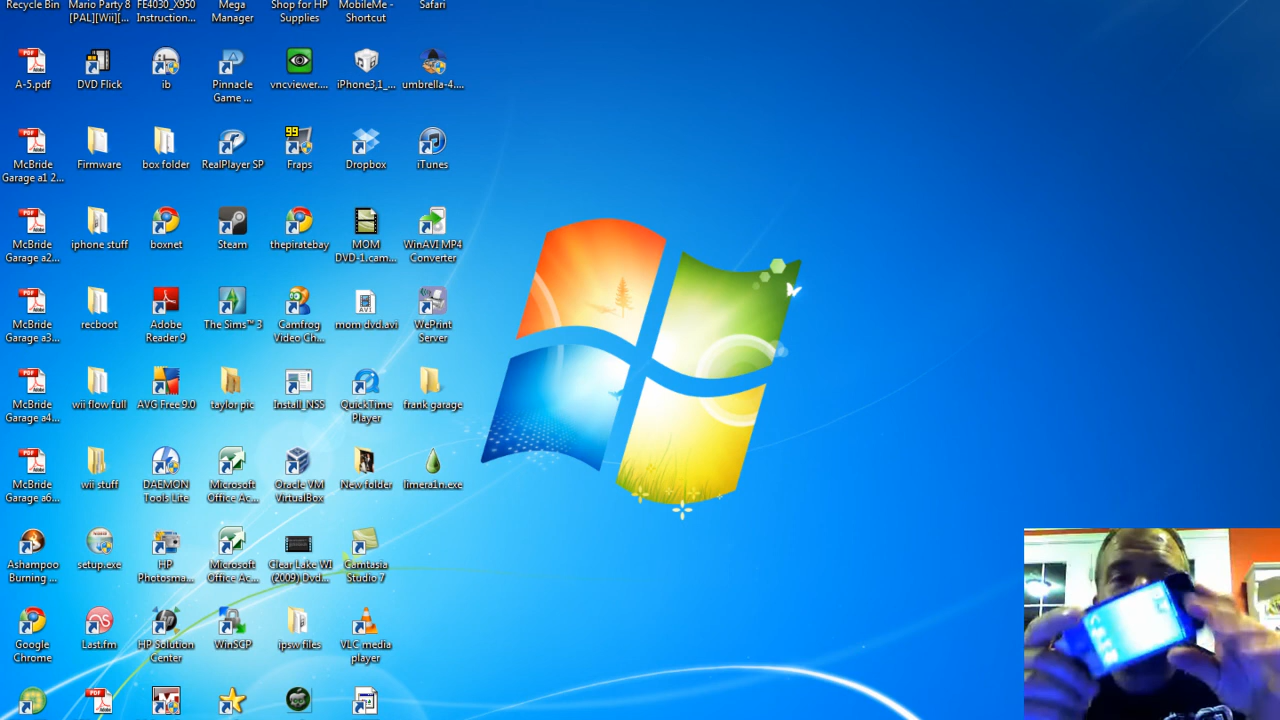 Recycle Bin
Mario Party 8
[PAL][Wii][...
FE4030_X950
Instruction...
Mega
Manager
Shop for HP
Supplies
MobileMe -
Shortcut
Safari
A-5.pdf
DVD Flick
ib
Pinnacle
Game ...
vncviewer....
iPhone3,1_...
umbrella-4....
McBride
Garage a1 2...
Firmware
box folder
RealPlayer SP
99
Fraps
Dropbox
iTunes
McBride
Garage a2...
iphone stuff
boxnet
Steam
thepiratebay
MOM
DVD-1.cam...
WinAVI MP4
Converter
McBride
Garage a3...
recboot
Adobe
Reader 9
The Sims™ 3
Camfrog
Video Ch...
mom dvd.avi
WePrint
Server
McBride
Garage a4...
wii flow full
AVG Free 9.0
taylor pic
Install_NSS
QuickTime
Player
frank garage
McBride
Garage a6...
wii stuff
DAEMON
Tools Lite
Microsoft
Office Ac...
Oracle VM
VirtualBox
New folder
limera1n.exe
Ashampoo
Burning ...
setup.exe
HP
Photosma...
Microsoft
Office Ac...
Clear Lake WI
(2009) Dvd...
Camtasia
Studio 7
Google
Chrome
Last.fm
HP Solution
Center
WinSCP
ipsw files
VLC media
player